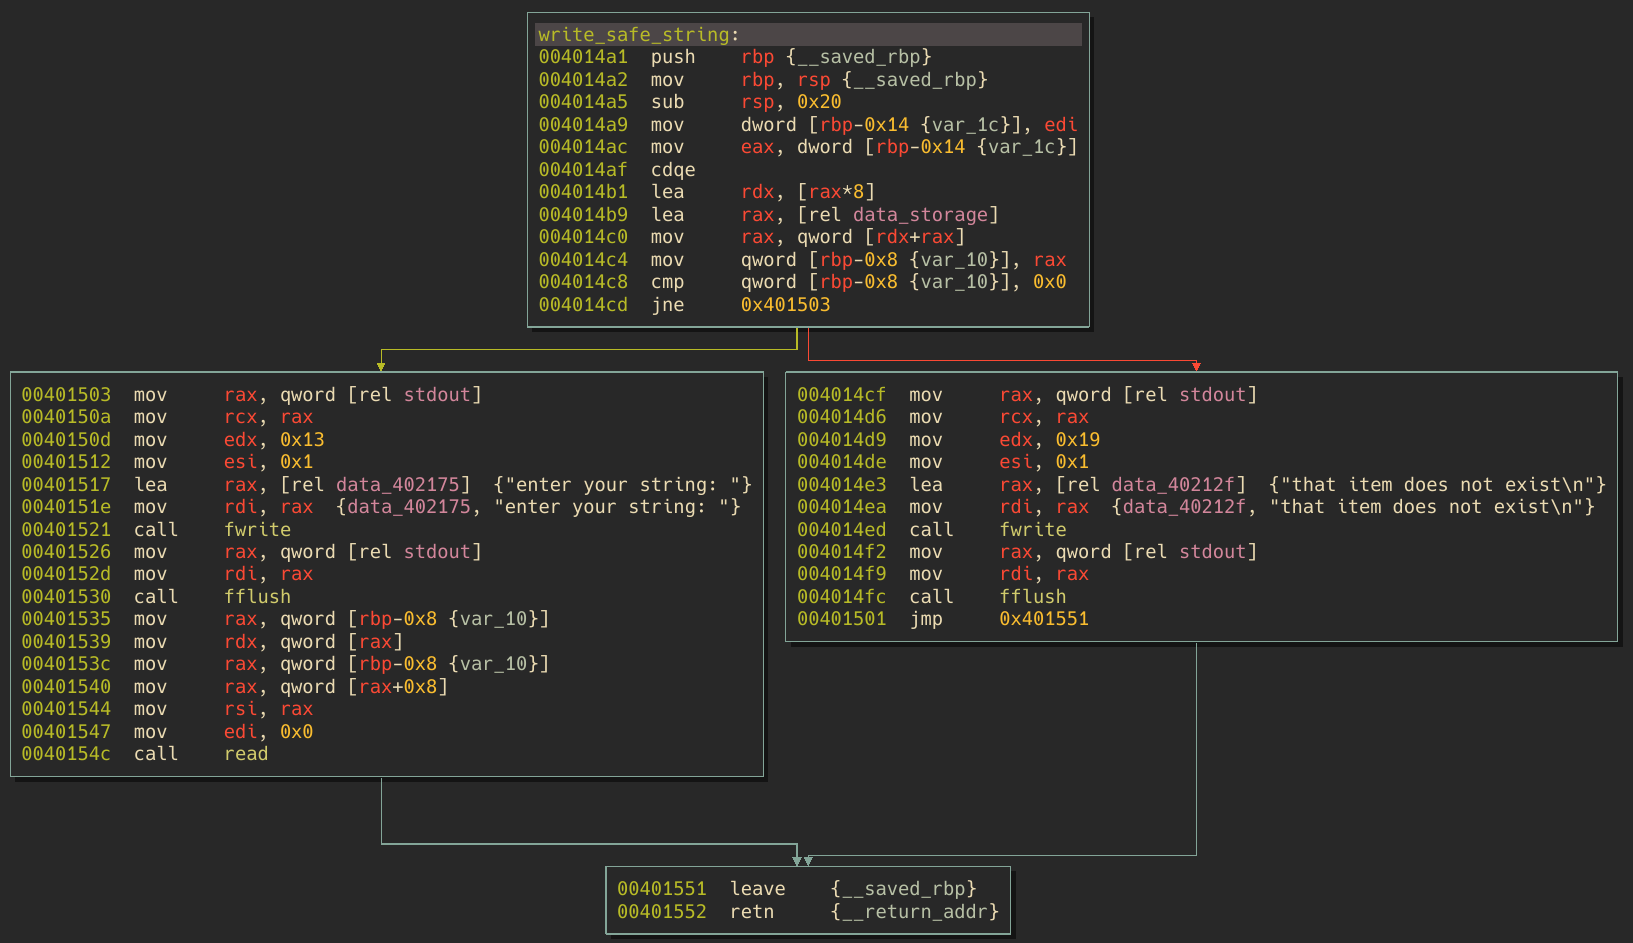 write_safe_string:
004014a1 push rbp {__saved_rbp}
004014a2 mov rbp, rsp {__saved_rbp}
004014a5 sub rsp, 0x20
004014a9 mov dword [rbp-0x14 {var_1c}], edi
004014ac mov eax, dword [rbp-0x14 {var_1c}]
004014af cdqe
004014b1 lea rdx, [rax*8]
004014b9 lea rax, [rel data_storage]
004014c0 mov rax, qword [rdx+rax]
004014c4 mov qword [rbp-0x8 {var_10}], rax
004014c8 cmp qword [rbp-0x8 {var_10}], 0x0
004014cd jne 0x401503
00401503 mov rax, qword [rel stdout]
0040150a mov rcx, rax
0040150d mov edx, 0x13
00401512 mov esi, 0x1
00401517 lea rax, [rel data_402175] {"enter your string: "}
0040151e mov rdi, rax {data_402175, "enter your string: "}
00401521 call fwrite
00401526 mov rax, qword [rel stdout]
0040152d mov rdi, rax
00401530 call fflush
00401535 mov rax, qword [rbp-0x8 {var_10}]
00401539 mov rdx, qword [rax]
0040153c mov rax, qword [rbp-0x8 {var_10}]
00401540 mov rax, qword [rax+0x8]
00401544 mov rsi, rax
00401547 mov edi, 0x0
0040154c call read
004014cf mov rax, qword [rel stdout]
004014d6 mov rcx, rax
004014d9 mov edx, 0x19
004014de mov esi, 0x1
004014e3 lea rax, [rel data_40212f] {"that item does not exist\n"}
004014ea mov rdi, rax {data_40212f, "that item does not exist\n"}
004014ed call fwrite
004014f2 mov rax, qword [rel stdout]
004014f9 mov rdi, rax
004014fc call fflush
00401501 jmp 0x401551
00401551 leave {__saved_rbp}
00401552 retn {__return_addr}